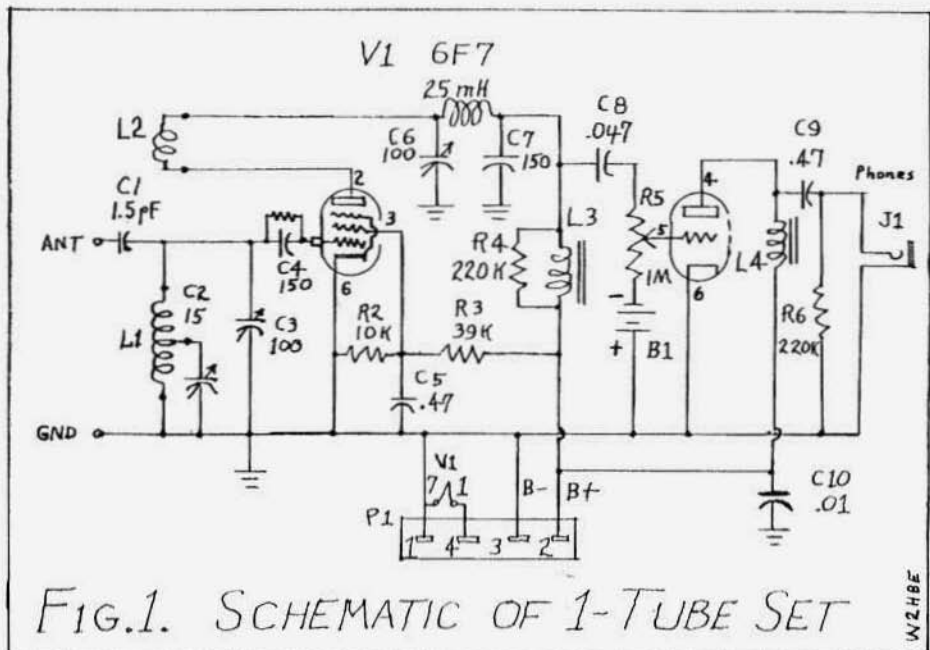 V1 6F7
25 mH
L2
C1
1.5pF
C6
100
C7
150
C8
.047
C9
.47
Phones
J1
2
3
4
5
6
6
ANT
C4
150
R5
1M
L3
R4
220K
L4
R6
220K
C2
15
L1
C3
100
R2
10K
R3
39K
C5
.47
B1
-
+
GND
V1
7 1
B-
B+
C10
.01
P1
1 4 3 2
FIG.1. SCHEMATIC OF 1-TUBE SET
W2HBE